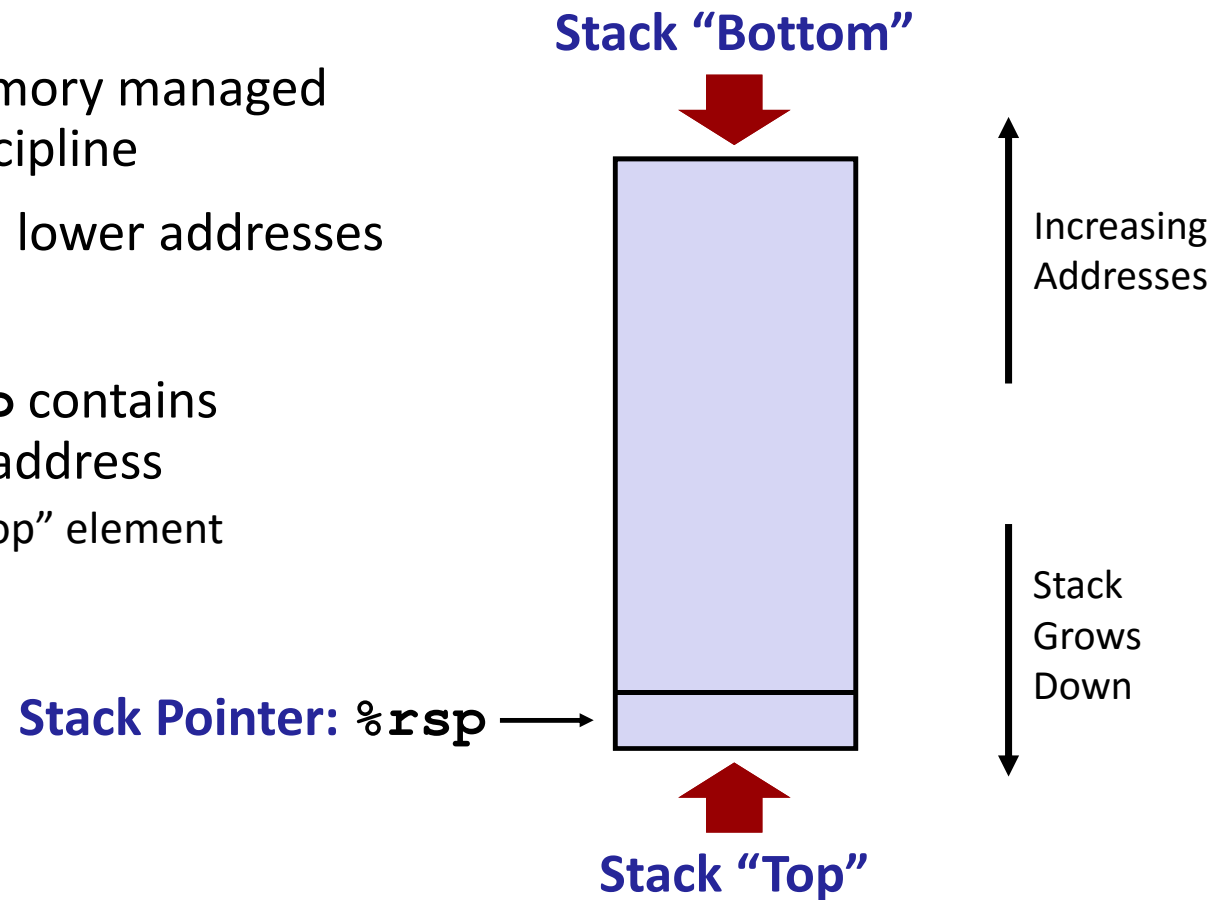 Stack “Bottom”
mory managed
cipline
lower addresses
contains
address
op” element
Increasing
Addresses
Stack
Grows
Down
Stack Pointer: %rsp
Stack “Top”